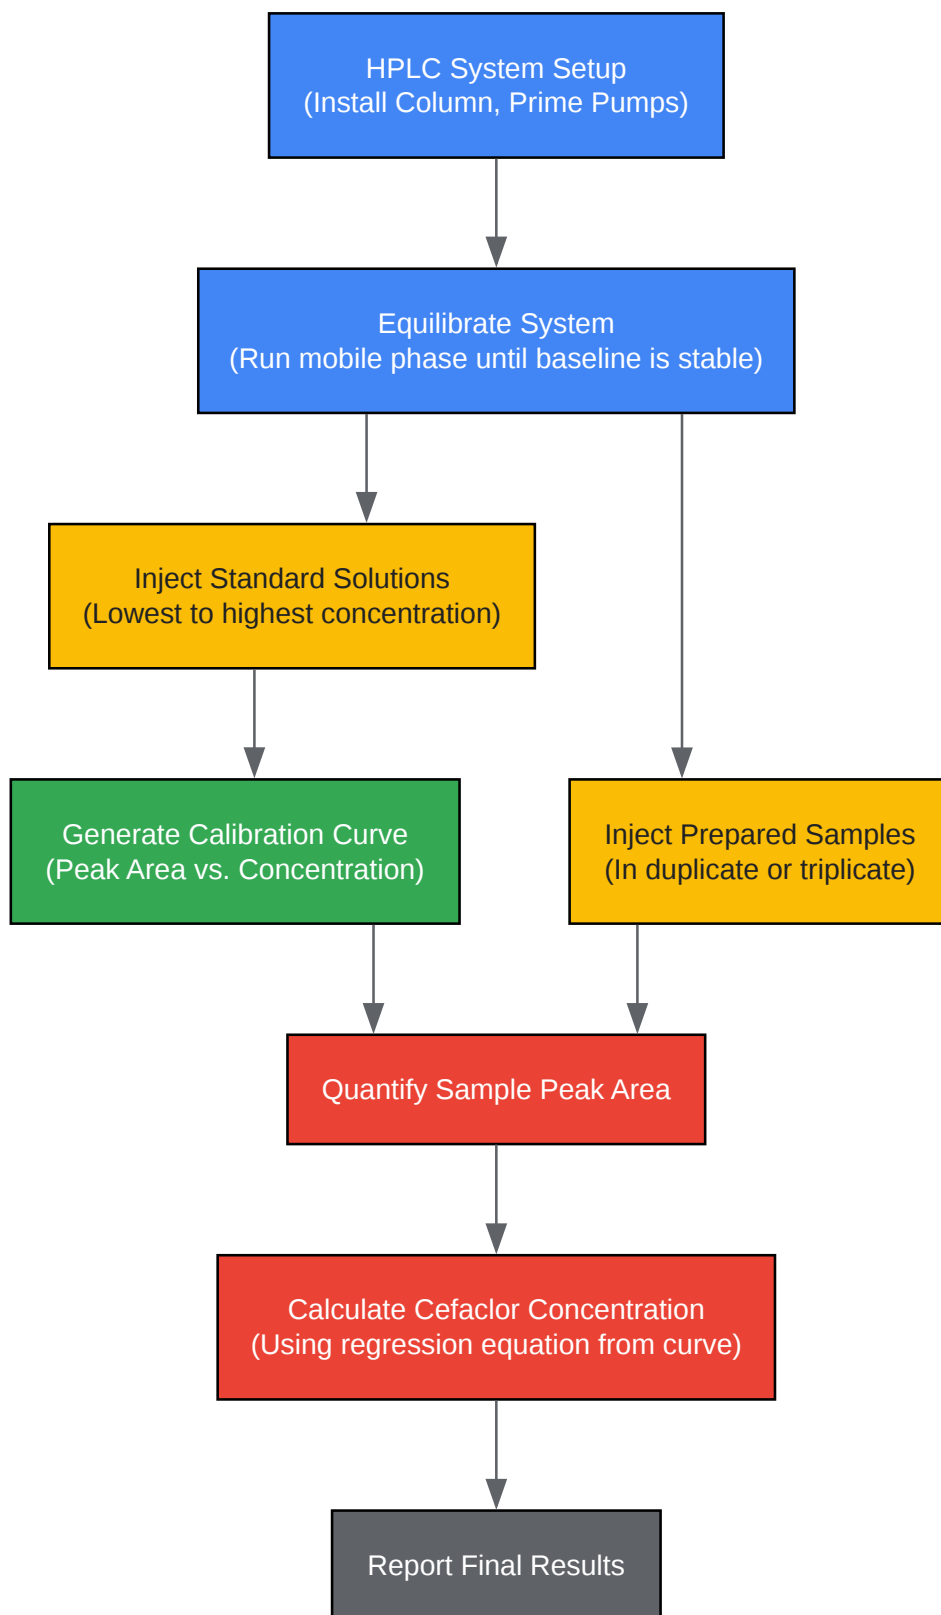 HPLC System Setup
(Install Column, Prime Pumps)
Equilibrate System
(Run mobile phase until baseline is stable)
Inject Standard Solutions
(Lowest to highest concentration)
Generate Calibration Curve
(Peak Area vs. Concentration)
Inject Prepared Samples
(In duplicate or triplicate)
Quantify Sample Peak Area
Calculate Cefaclor Concentration
(Using regression equation from curve)
Report Final Results